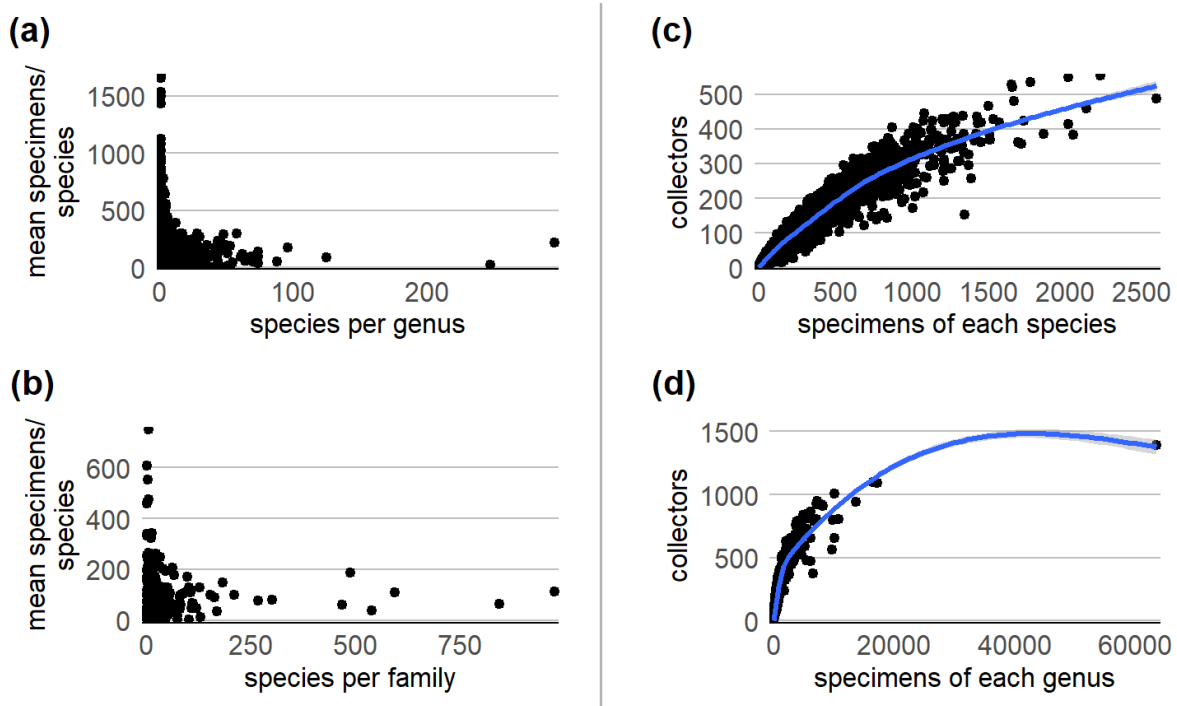 (a)
mean specimens/
species
1500
1000
500
0
0 100 200
species per genus
(b)
mean specimens/
species
600
400
200
0
0 250 500 750
species per family
(c)
collectors
500
400
300
200
100
0
0 500 1000 1500 2000 2500
specimens of each species
(d)
collectors
1500
1000
500
0
0 20000 40000 60000
specimens of each genus